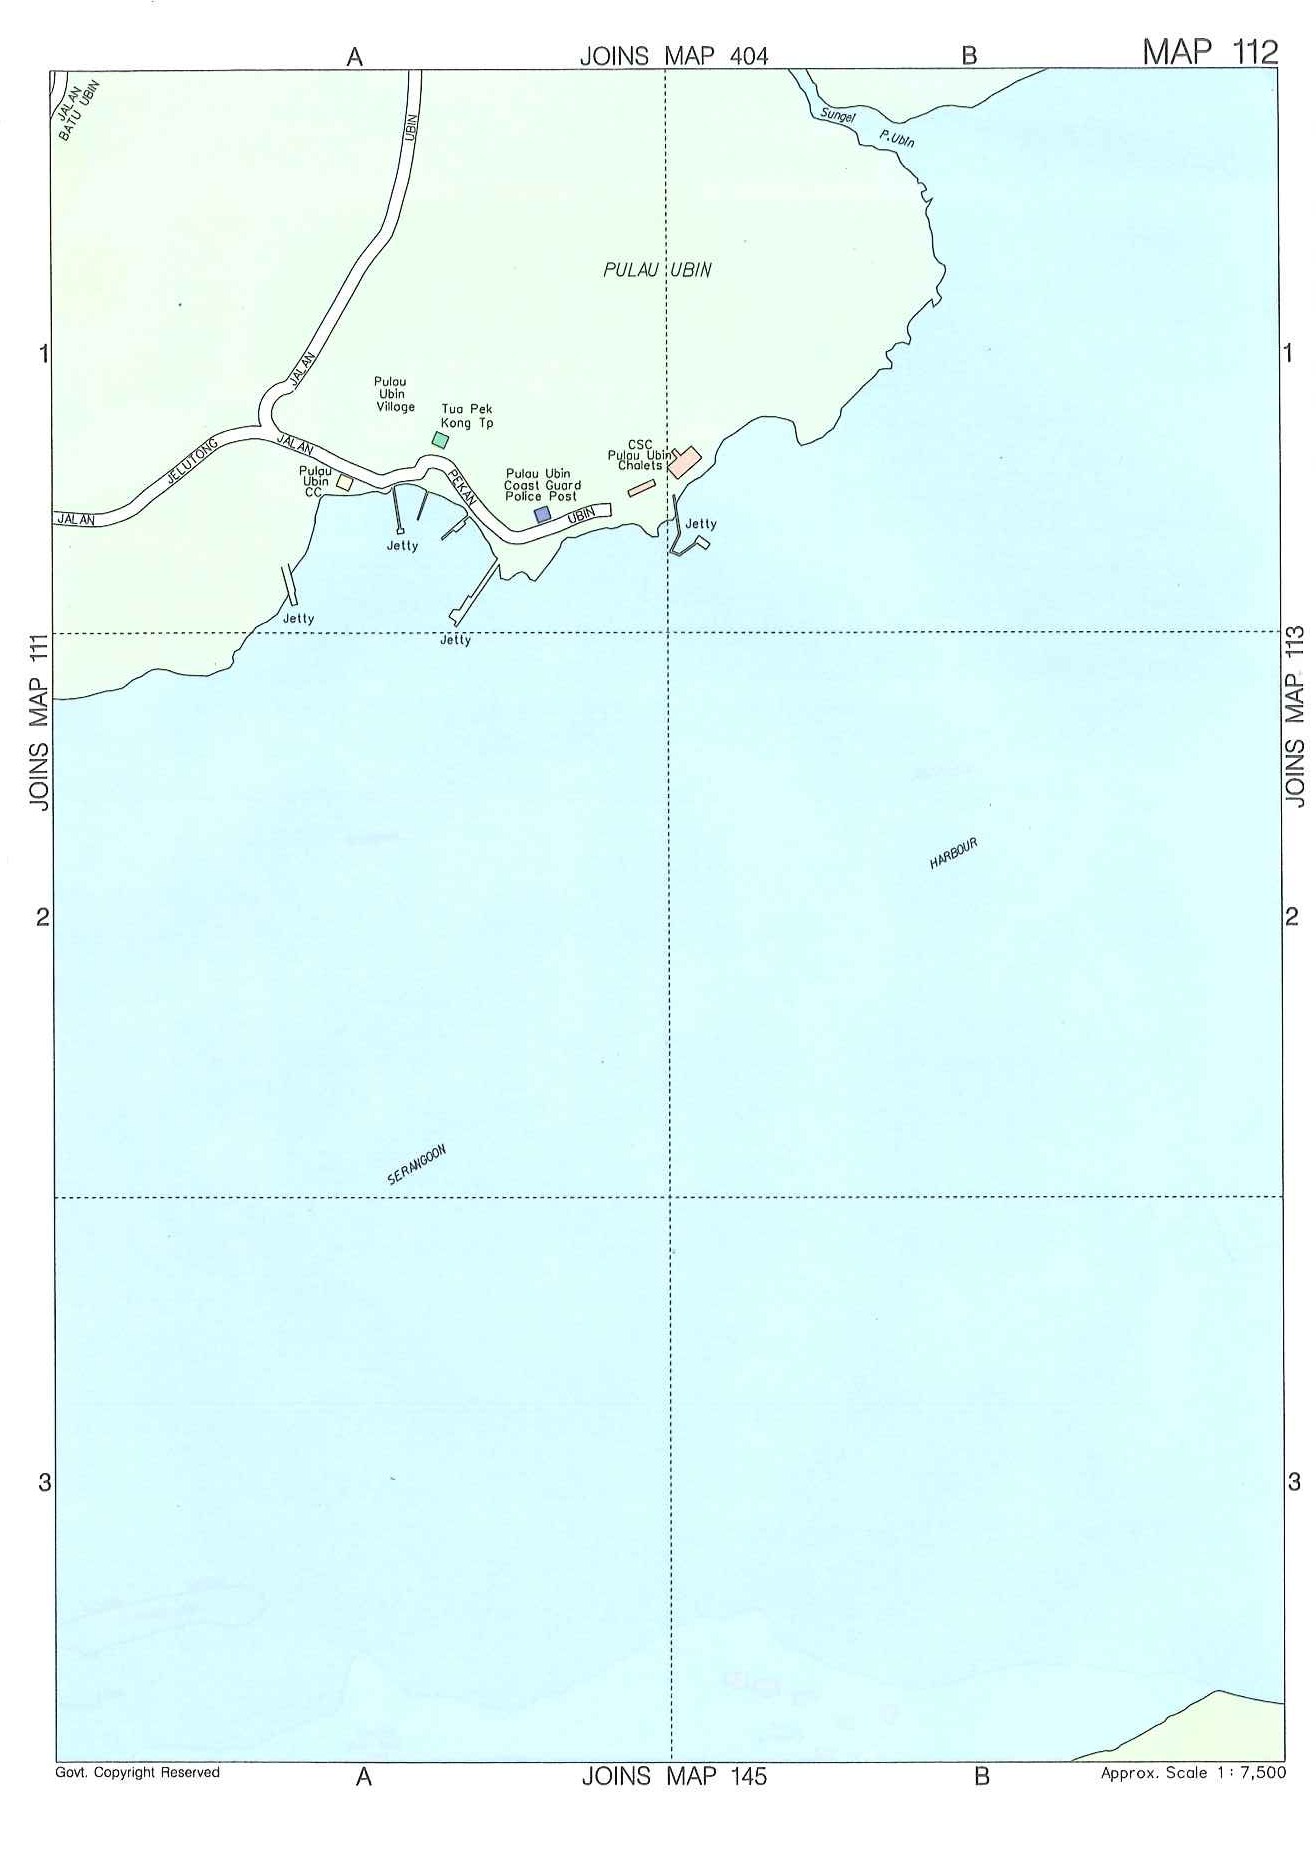 A
JOINS MAP 404
B
MAP 112
JALAN
BATU UBIN
UBIN
Sungei
P.Ubin
PULAU UBIN
1
1
JALAN
Pulau
Ubin
Village
Tua Pek
Kong Tp
JELUTONG
JALAN
CSC
Pulau Ubin
Chalets
Pulau
Ubin
CC
PEKAN
Pulau Ubin
Coast Guard
Police Post
JALAN
UBIN
Jetty
Jetty
Jetty
Jetty
JOINS MAP 111
JOINS MAP 113
HARBOUR
2
2
SERANGOON
3
3
Govt. Copyright Reserved
A
JOINS MAP 145
B
Approx. Scale 1 : 7,500